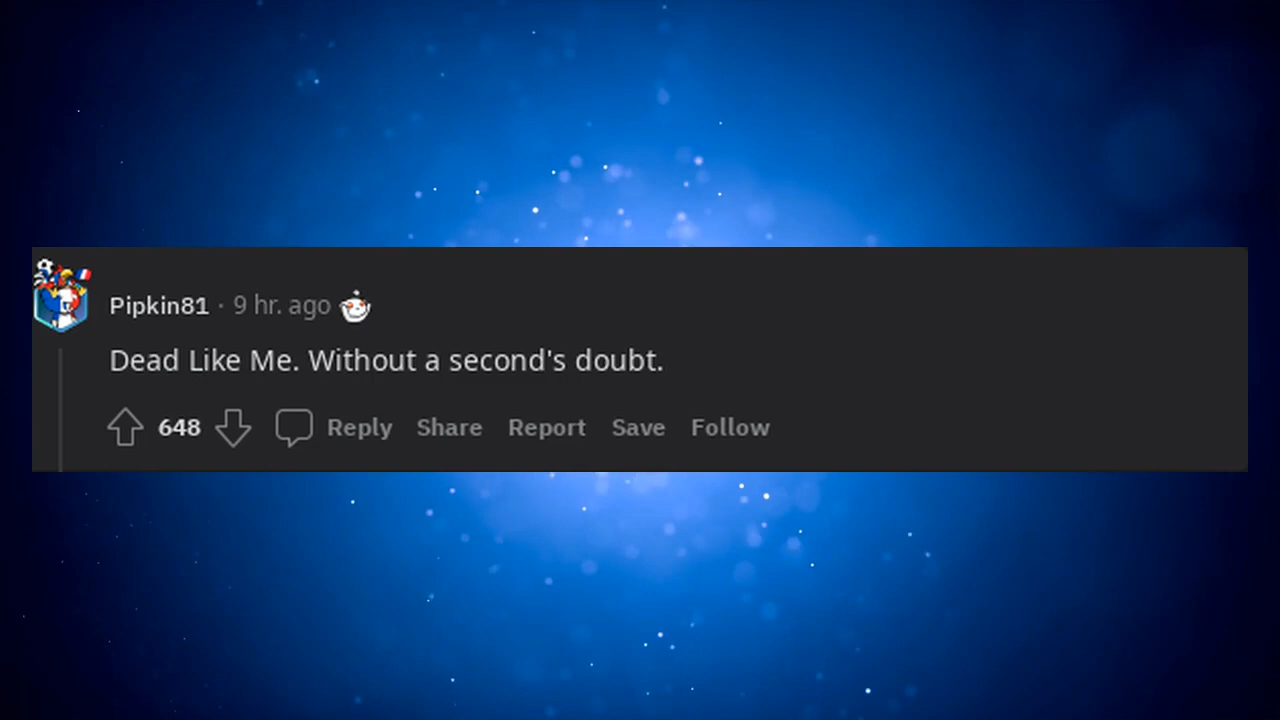 Pipkin81 · 9 hr. ago
Dead Like Me. Without a second's doubt.
648 Reply Share Report Save Follow